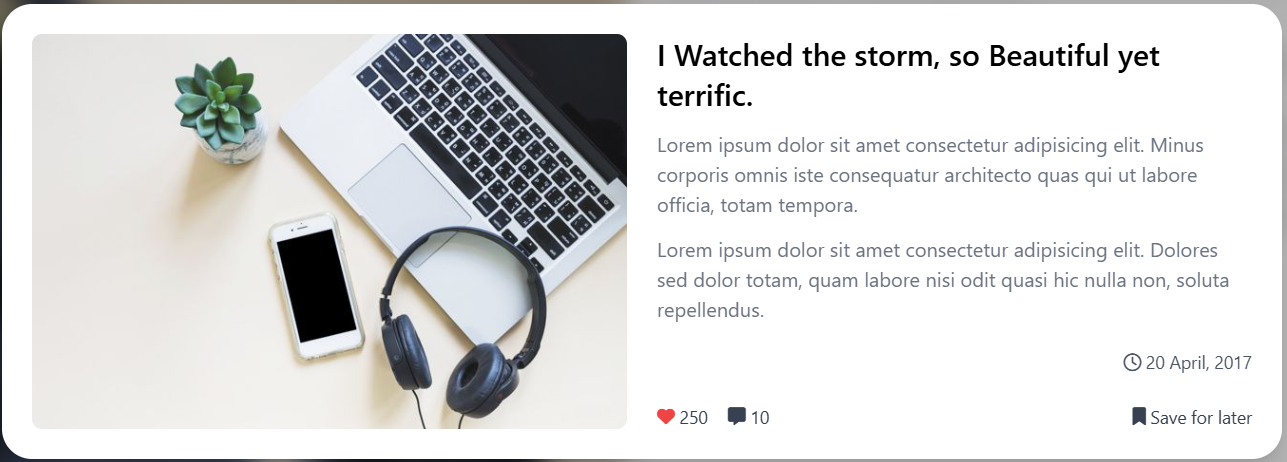 I Watched the storm, so Beautiful yet
terrific.
Lorem ipsum dolor sit amet consectetur adipisicing elit. Minus
corporis omnis iste consequatur architecto quas qui ut labore
officia, totam tempora.
Lorem ipsum dolor sit amet consectetur adipisicing elit. Dolores
sed dolor totam, quam labore nisi odit quasi hic nulla non, soluta
repellendus.
20 April, 2017
250 10 Save for later